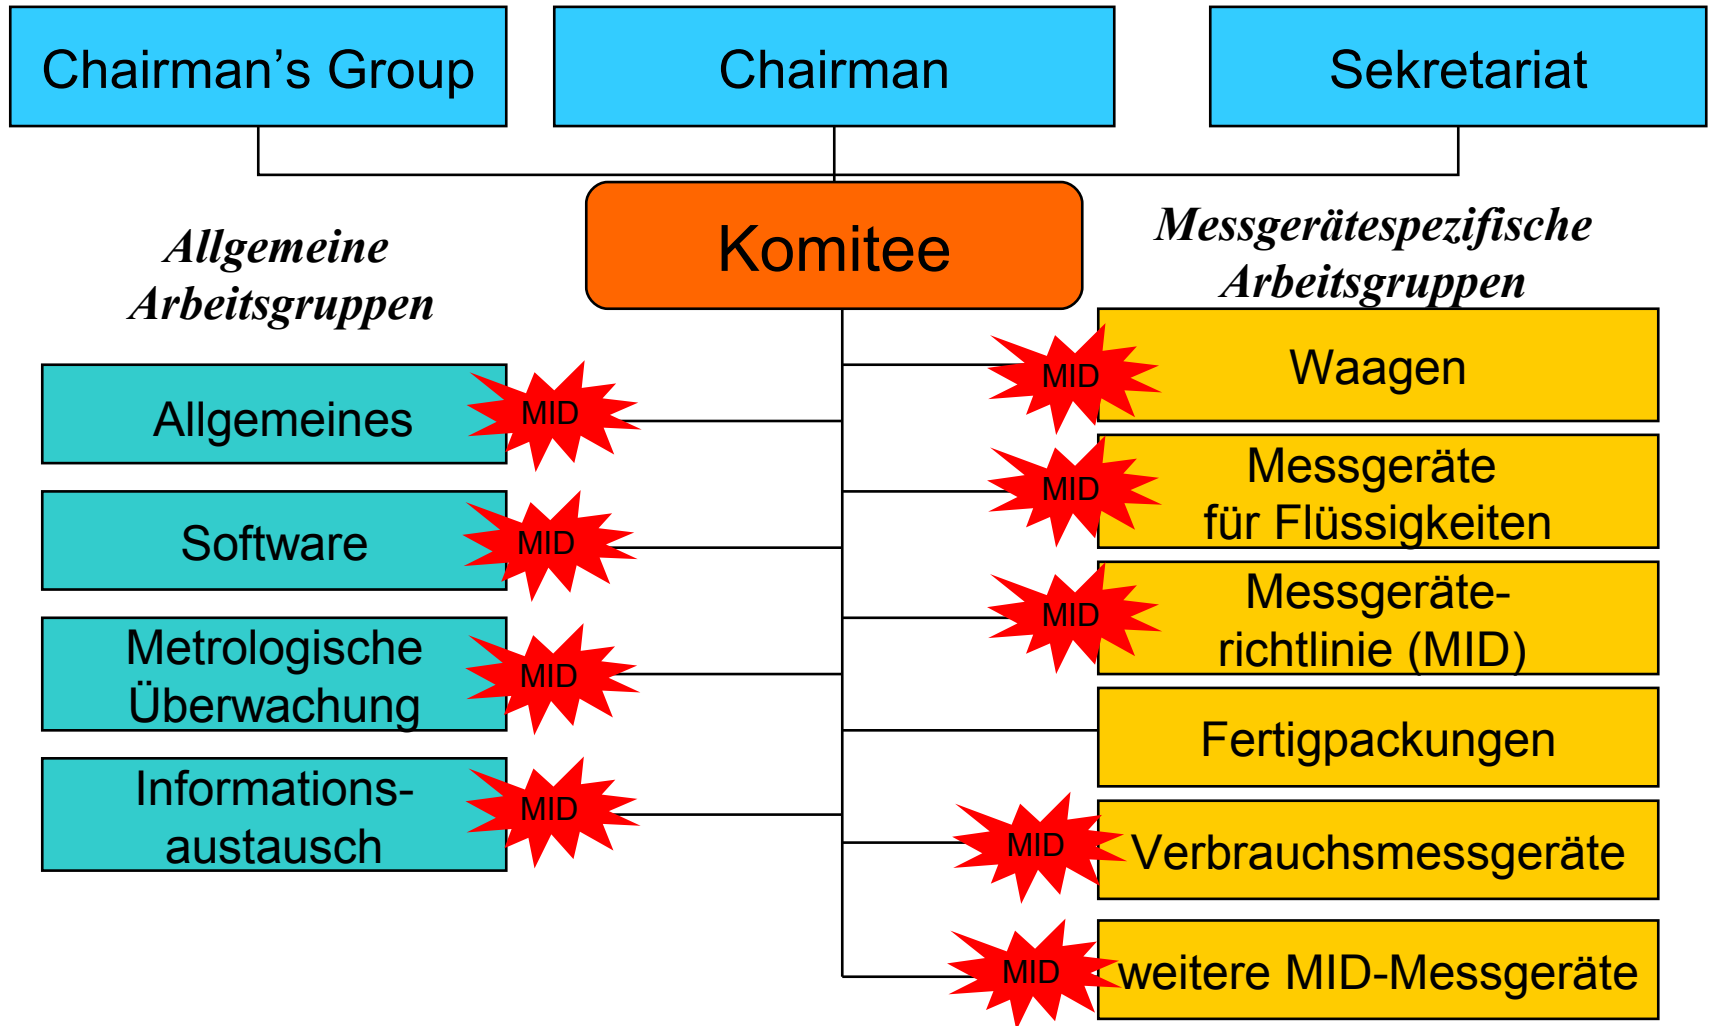 Chairman’s Group
Chairman
Sekretariat
Komitee
Allgemeine
Arbeitsgruppen
Messgerätespezifische
Arbeitsgruppen
Allgemeines
MID
Software
MID
Metrologische
Überwachung
MID
Informations-
austausch
MID
MID
Waagen
MID
Messgeräte
für Flüssigkeiten
MID
Messgeräte-
richtlinie (MID)
Fertigpackungen
MID
Verbrauchsmessgeräte
MID
weitere MID-Messgeräte